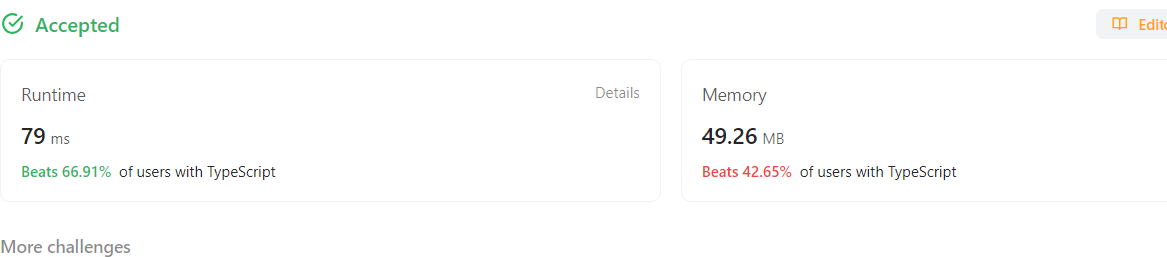 Accepted
Edito
Runtime
Details
79 ms
Beats 66.91% of users with TypeScript
Memory
49.26 MB
Beats 42.65% of users with TypeScript
More challenges